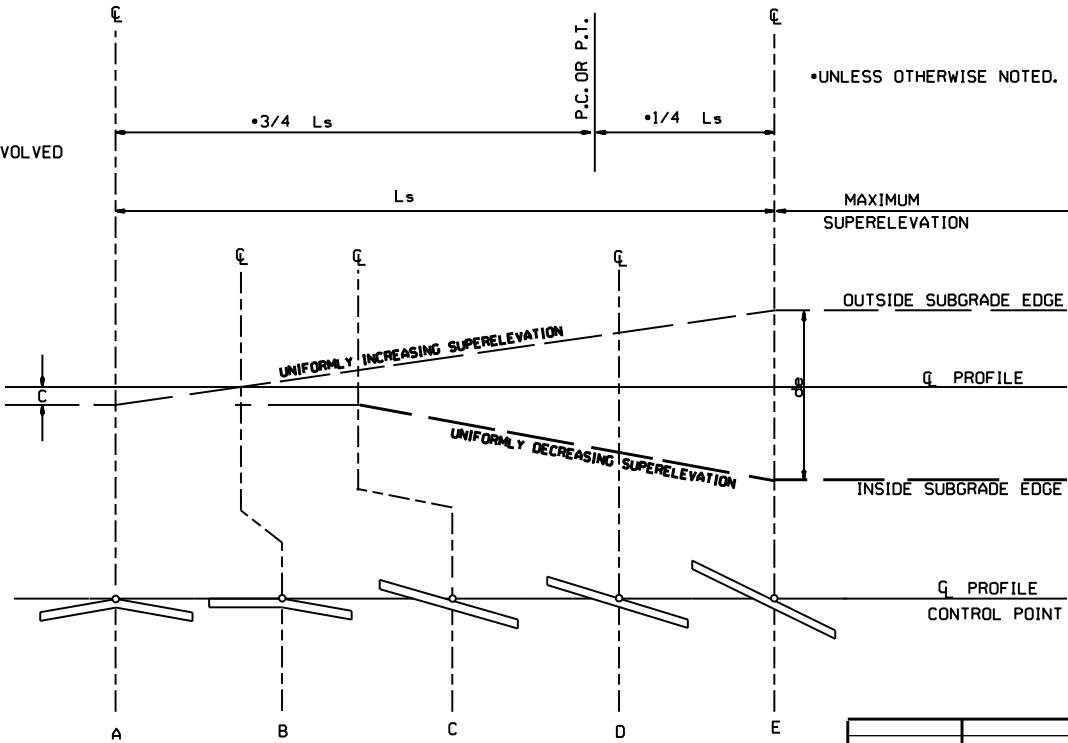 ℄
℄
P.C. OR P.T.
•UNLESS OTHERWISE NOTED.
•3/4 Ls
•1/4 Ls
VOLVED
Ls
MAXIMUM
SUPERELEVATION
℄
℄
℄
OUTSIDE SUBGRADE EDGE
UNIFORMLY INCREASING SUPERELEVATION
℄ PROFILE
C
de
UNIFORMLY DECREASING SUPERELEVATION
INSIDE SUBGRADE EDGE
℄ PROFILE
CONTROL POINT
A
B
C
D
E